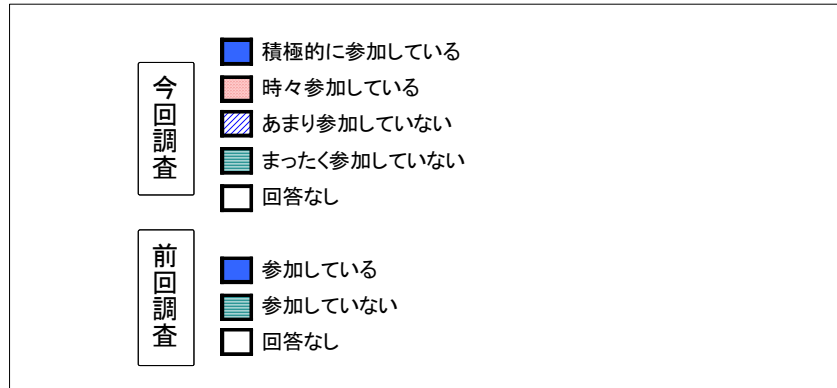 今回調査
積極的に参加している
時々参加している
あまり参加していない
まったく参加していない
回答なし
前回調査
参加している
参加していない
回答なし